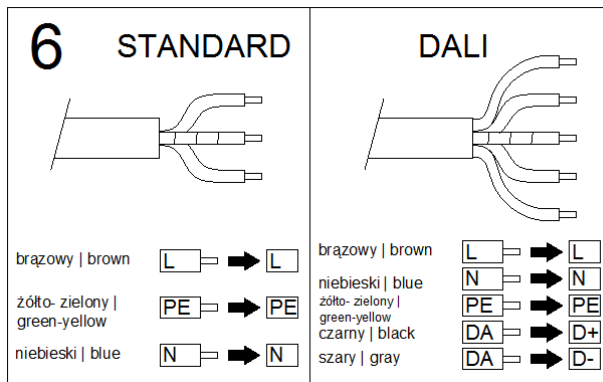 6 STANDARD
brązowy | brown L L
żółto- zielony |
green-yellow PE PE
niebieski | blue N N
DALI
brązowy | brown L L
niebieski | blue N N
żółto- zielony |
green-yellow PE PE
czarny | black DA D+
szary | gray DA D-